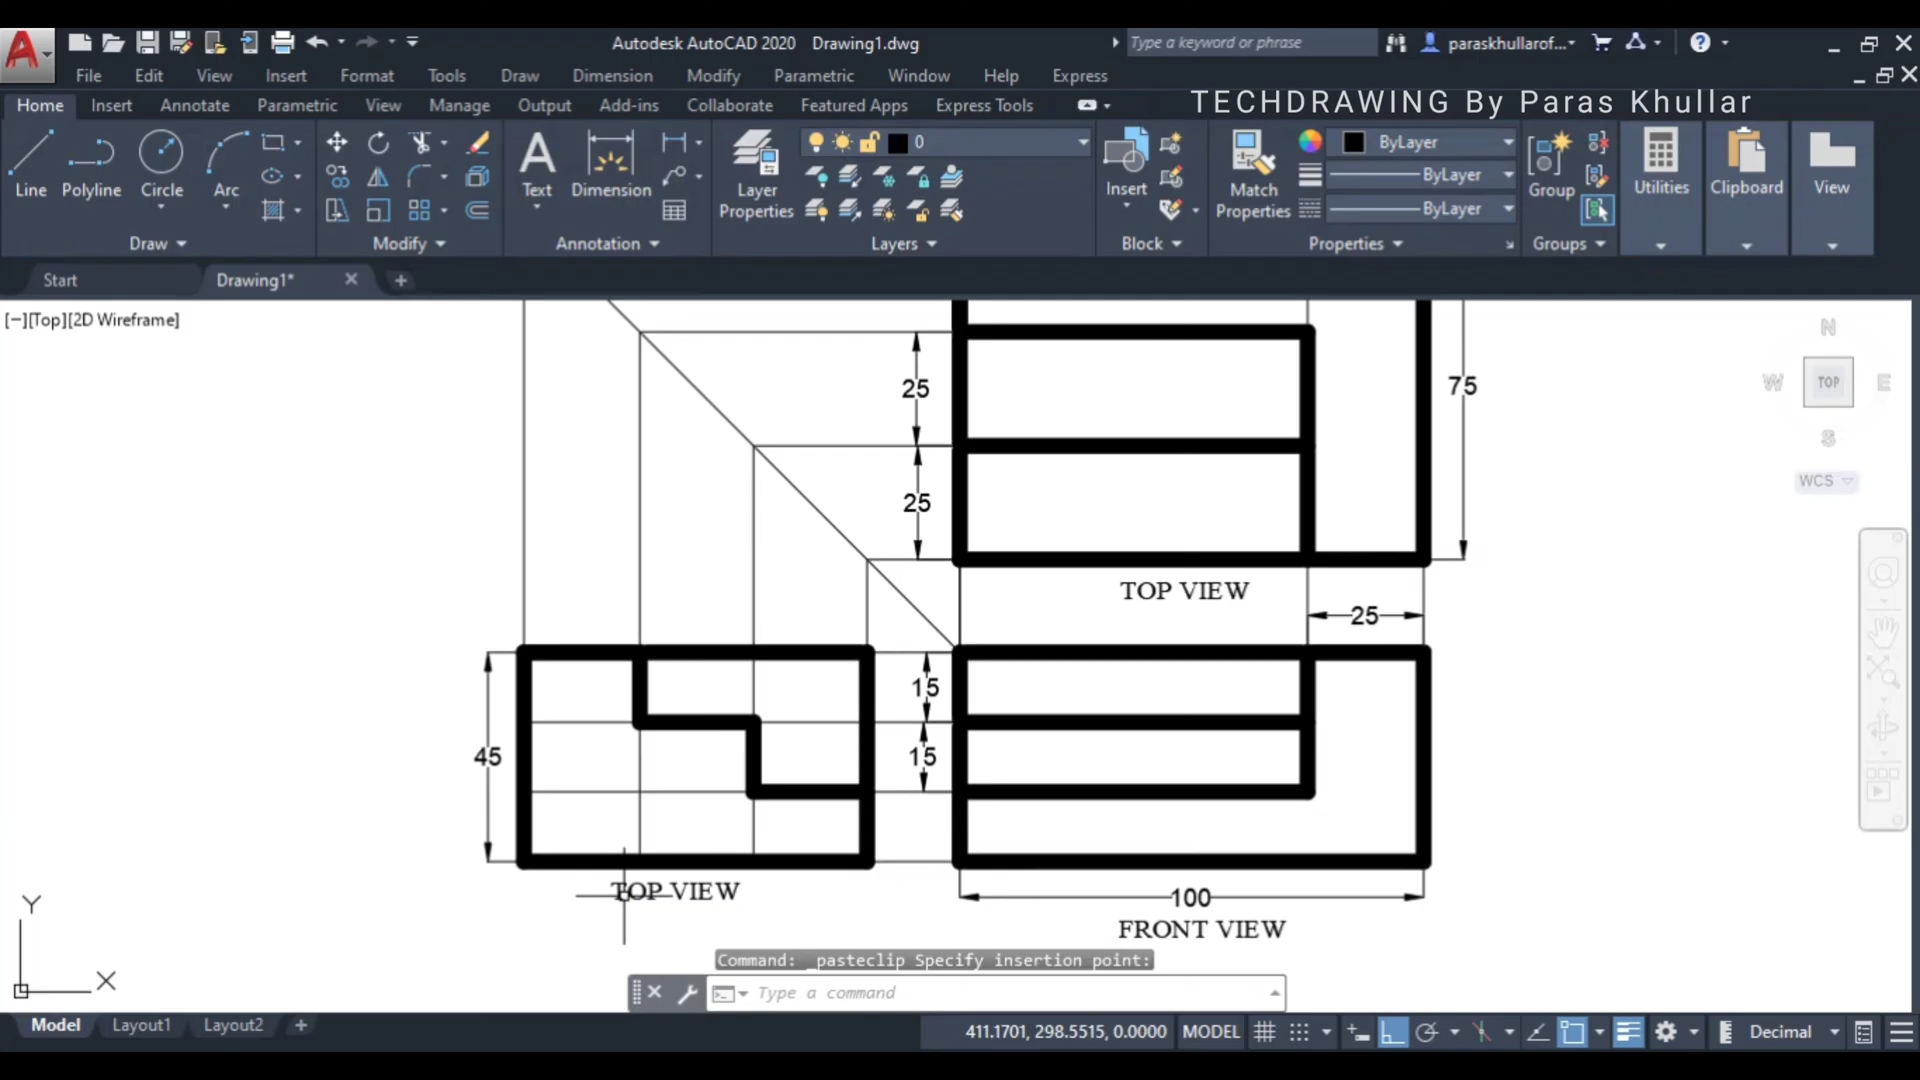 Autodesk AutoCAD 2020 Drawing1.dwg
Type a keyword or phrase
paraskhullarof...
File Edit View Insert Format Tools Draw Dimension Modify Parametric Window Help Express
Home Insert Annotate Parametric View Manage Output Add-ins Collaborate Featured Apps Express Tools
TECHDRAWING By Paras Khullar
Line Polyline Circle Arc
Text Dimension
Layer Properties
0
Insert
Match Properties
ByLayer
ByLayer
ByLayer
Group
Utilities
Clipboard
View
Draw
Modify
Annotation
Layers
Block
Properties
Groups
Start
Drawing1*
[−][Top][2D Wireframe]
N
W
TOP
E
S
WCS
25
75
25
TOP VIEW
25
15
45
15
TOP VIEW
100
FRONT VIEW
Command: _pasteclip Specify insertion point:
Type a command
Y
X
Model Layout1 Layout2
411.1701, 298.5515, 0.0000 MODEL
Decimal